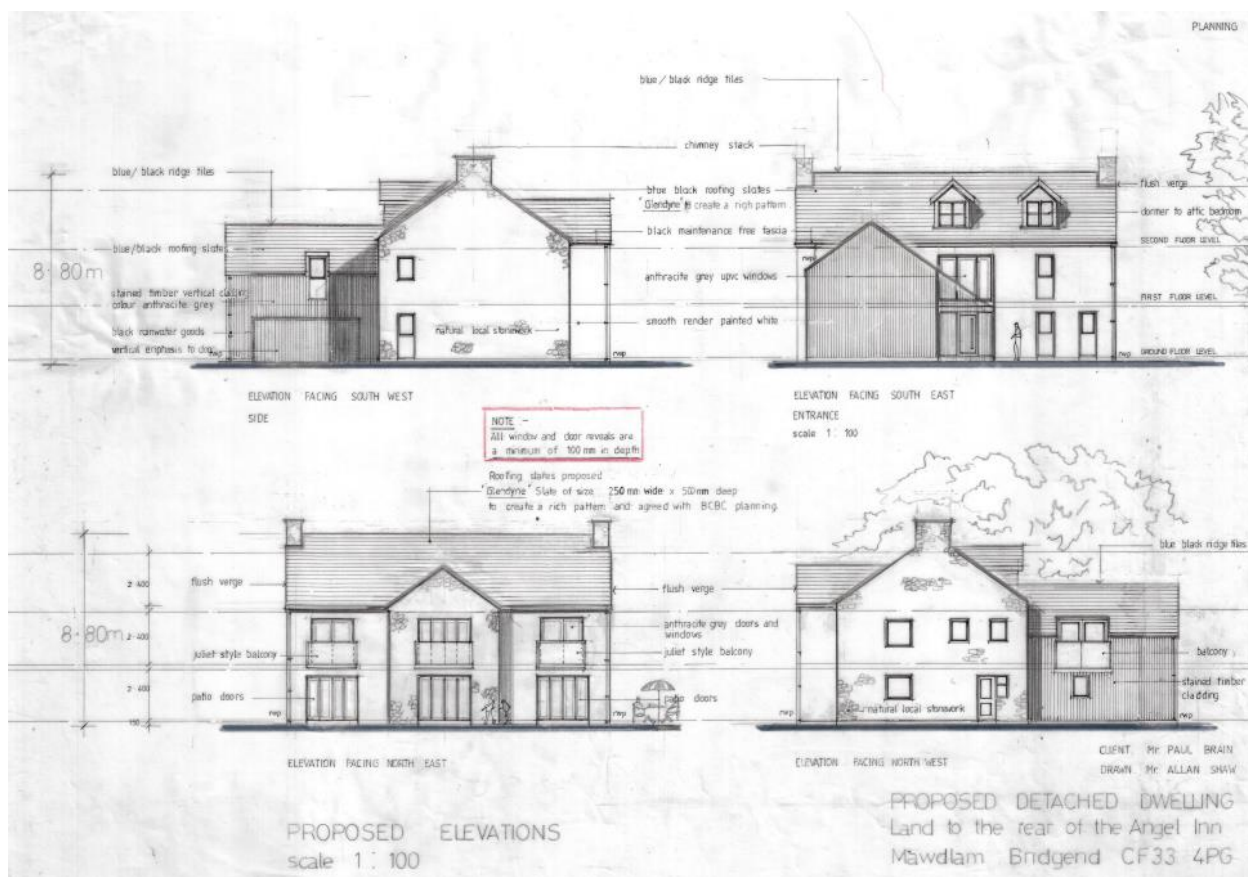 PLANNING
blue / black ridge tiles
chimney stack
blue/ black ridge tiles
blue black roofing slates
"Glendyne" to create a rich pattern
black maintenance free fascia
flush verge
dormer to attic bedroom
SECOND FLOOR LEVEL
blue/black roofing slates
8·80m
rwp
anthracite grey upvc windows
stained timber vertical
colour anthracite grey
FIRST FLOOR LEVEL
black rainwater goods
natural local stonework
smooth render painted white
vertical emphasis to door
rwp
rwp
rwp
GROUND FLOOR LEVEL
ELEVATION FACING SOUTH WEST
SIDE
ELEVATION FACING SOUTH EAST
ENTRANCE
scale 1 : 100
NOTE :-
All window and door reveals are
a minimum of 100mm in depth
Roofing slates proposed
"Glendyne" Slate of size 250mm wide x 500mm deep
to create a rich pattern and agreed with BCBC planning.
blue black ridge tiles
flush verge
flush verge
2·400
8·80m
2·400
anthracite grey doors and
windows
juliet style balcony
juliet style balcony
balcony
2·400
patio doors
patio doors
stained timber
cladding
natural local stonework
150
rwp
rwp
rwp
rwp
ELEVATION FACING NORTH EAST
ELEVATION FACING NORTH WEST
CLIENT Mr. PAUL BRAIN
DRAWN Mr. ALLAN SHAW
PROPOSED ELEVATIONS
scale 1 : 100
PROPOSED DETACHED DWELLING
Land to the rear of the Angel Inn
Mawdlam Bridgend CF33 4PG